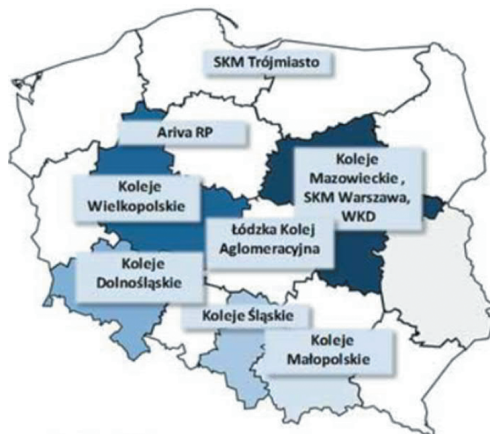 SKM Trójmiasto
Ariva RP
Koleje
Mazowieckie ,
SKM Warszawa,
WKD
Koleje
Wielkopolskie
Łódzka Kolej
Aglomeracyjna
Koleje
Dolnośląskie
Koleje Śląskie
Koleje
Małopolskie